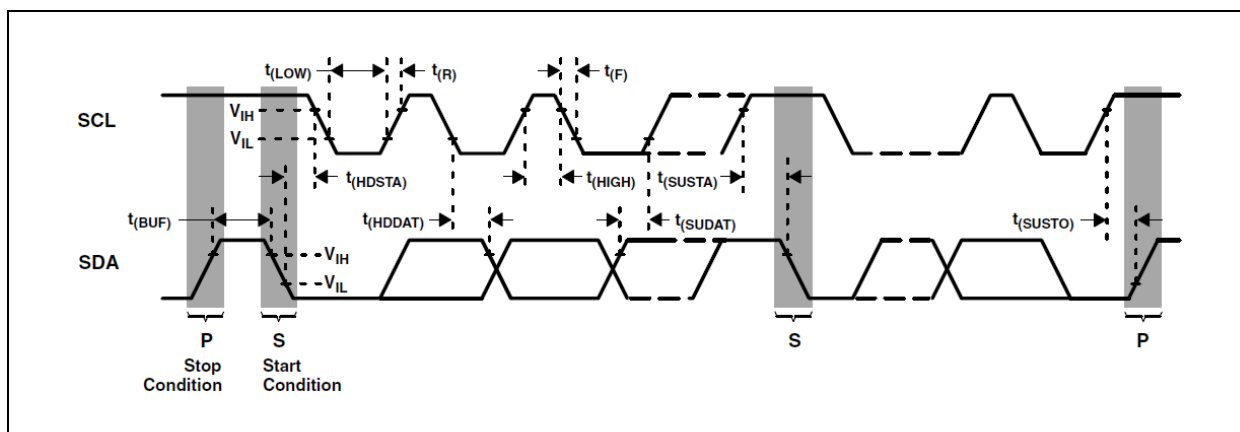 t(LOW)
t(R)
t(F)
SCL
VIH
VIL
t(HDSTA)
t(HIGH)
t(SUSTA)
t(BUF)
t(HDDAT)
t(SUDAT)
t(SUSTO)
SDA
VIH
VIL
P
S
S
P
Stop
Condition
Start
Condition